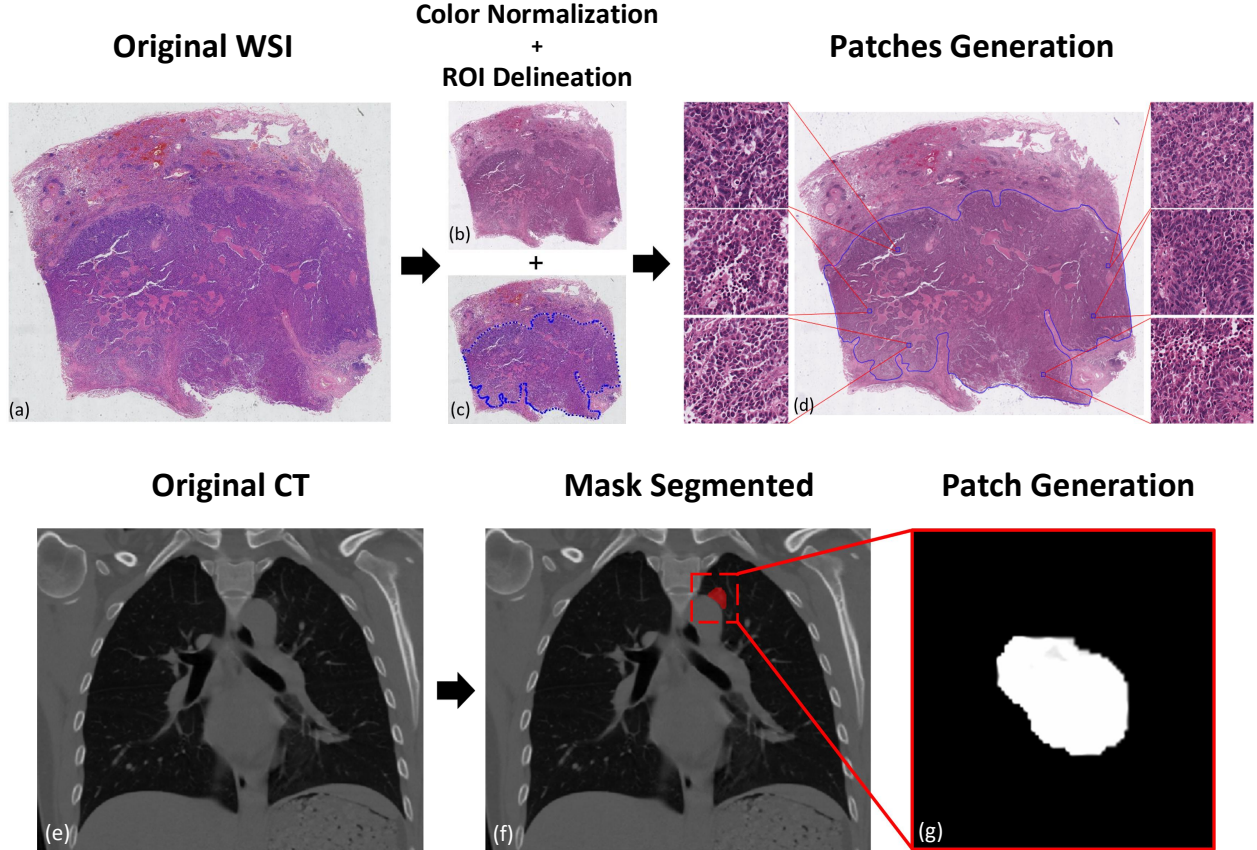 Original WSI
Color Normalization
+
ROI Delineation
Patches Generation
(a)
(b)
+
(c)
(d)
Original CT
Mask Segmented
Patch Generation
(e)
(f)
(g)